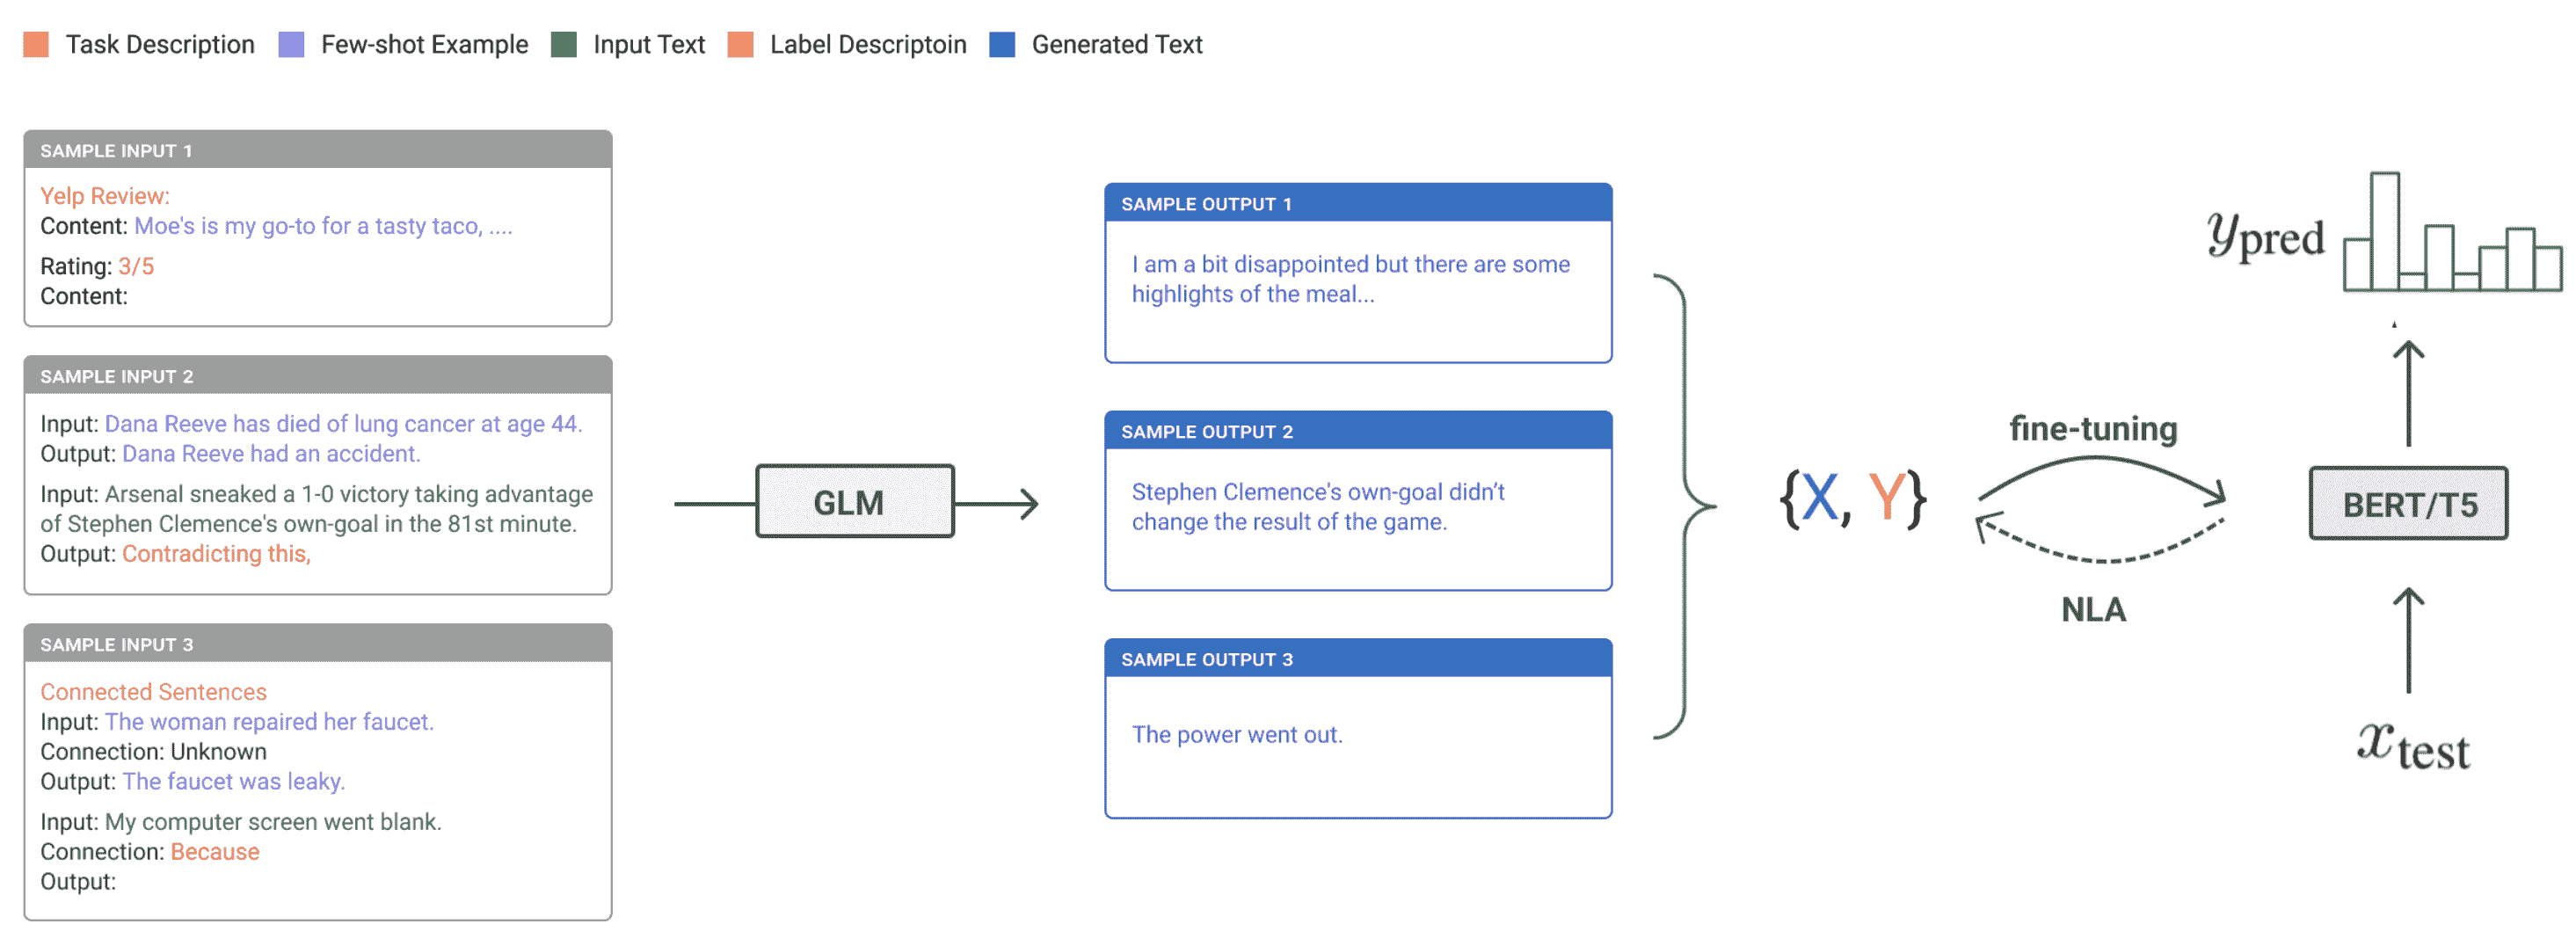 Task Description Few-shot Example Input Text Label Descriptoin Generated Text
SAMPLE INPUT 1
Yelp Review:
Content: Moe's is my go-to for a tasty taco, ....
Rating: 3/5
Content:
SAMPLE INPUT 2
Input: Dana Reeve has died of lung cancer at age 44.
Output: Dana Reeve had an accident.
Input: Arsenal sneaked a 1-0 victory taking advantage
of Stephen Clemence's own-goal in the 81st minute.
Output: Contradicting this,
SAMPLE INPUT 3
Connected Sentences
Input: The woman repaired her faucet.
Connection: Unknown
Output: The faucet was leaky.
Input: My computer screen went blank.
Connection: Because
Output:
GLM
SAMPLE OUTPUT 1
I am a bit disappointed but there are some
highlights of the meal...
SAMPLE OUTPUT 2
Stephen Clemence's own-goal didn't
change the result of the game.
SAMPLE OUTPUT 3
The power went out.
{X, Y}
fine-tuning
NLA
ypred
BERT/T5
xtest